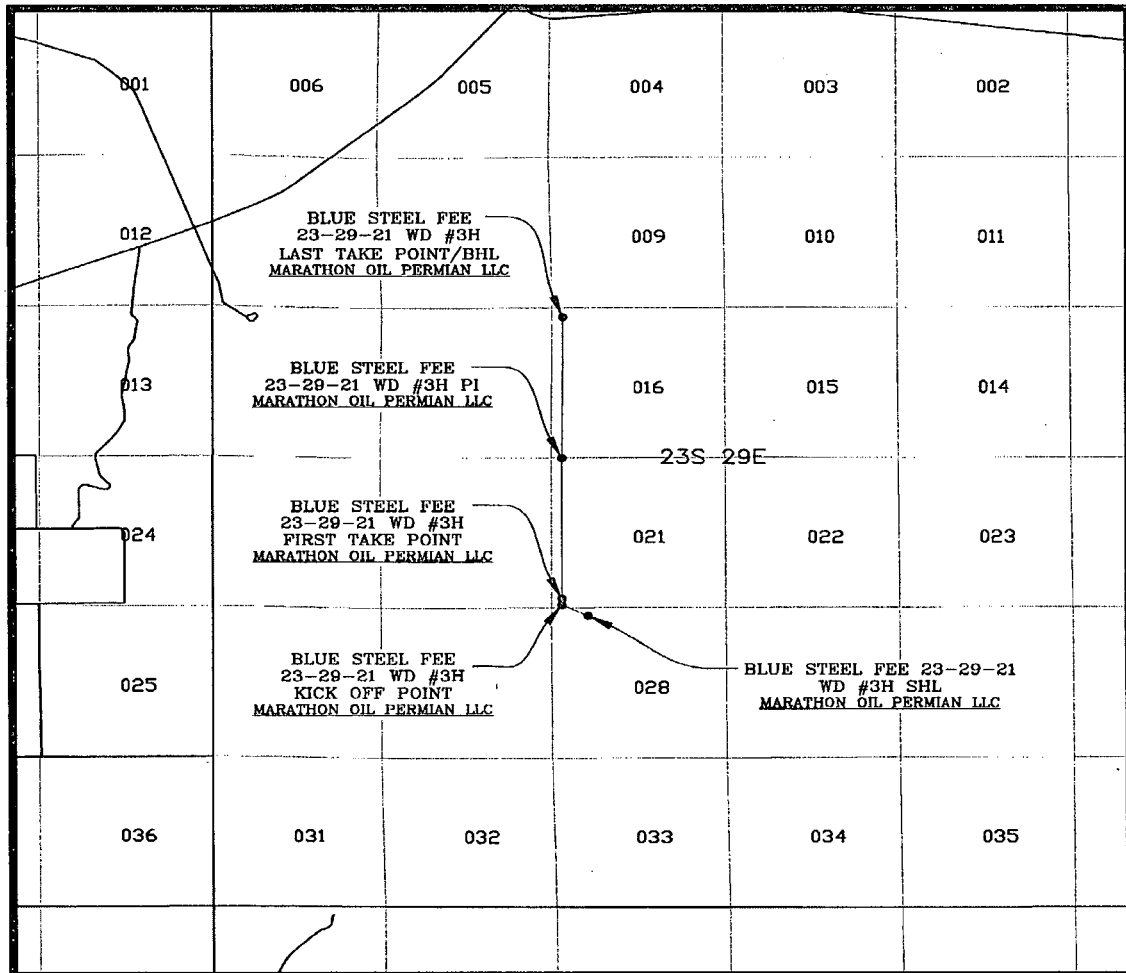 001
006
005
004
003
002
BLUE STEEL FEE
23-29-21 WD #3H
LAST TAKE POINT/BHL
MARATHON OIL PERMIAN LLC
012
009
010
011
BLUE STEEL FEE
23-29-21 WD #3H PI
MARATHON OIL PERMIAN LLC
013
016
015
014
23S 29E
BLUE STEEL FEE
23-29-21 WD #3H
FIRST TAKE POINT
MARATHON OIL PERMIAN LLC
024
021
022
023
BLUE STEEL FEE
23-29-21 WD #3H
KICK OFF POINT
MARATHON OIL PERMIAN LLC
025
028
BLUE STEEL FEE 23-29-21
WD #3H SHL
MARATHON OIL PERMIAN LLC
036
031
032
033
034
035